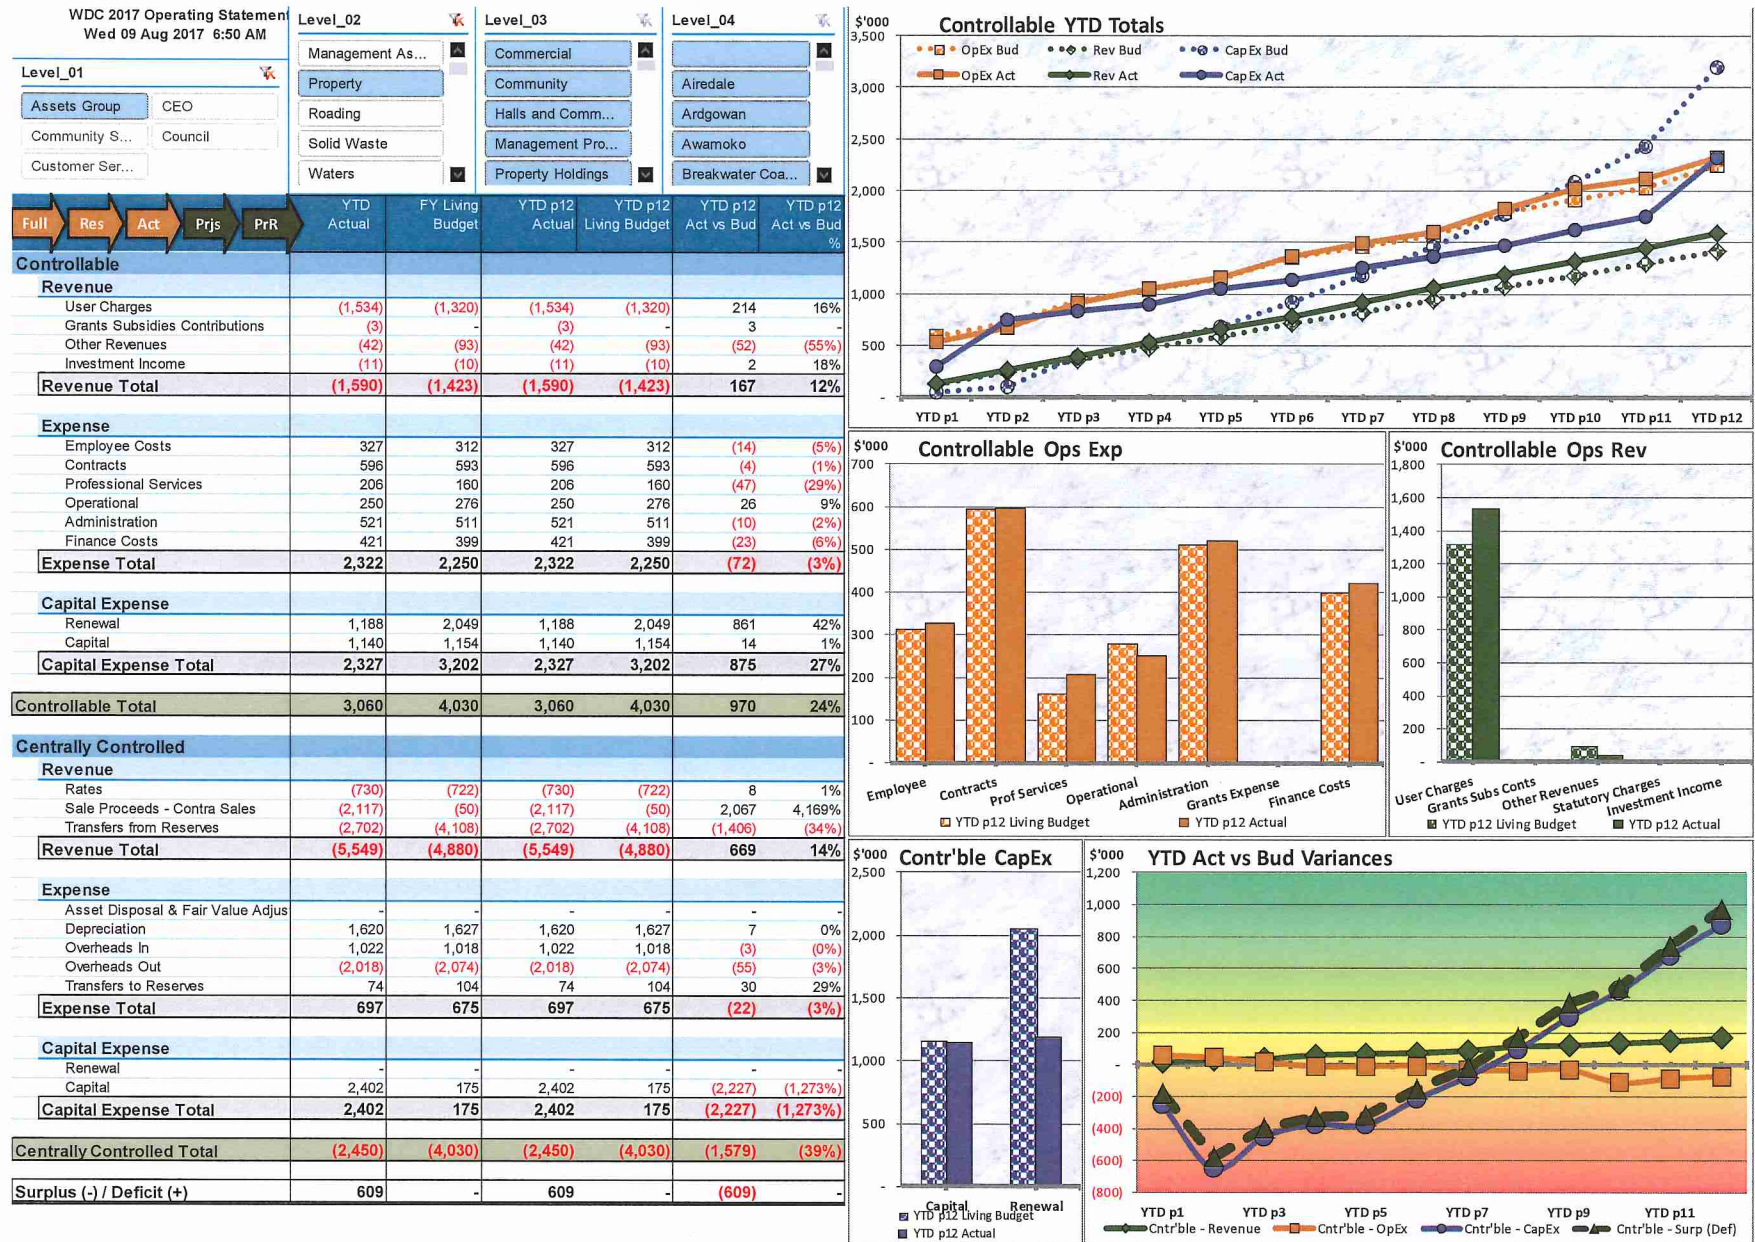 WDC 2017 Operating Statement
Wed 09 Aug 2017 6:50 AM
Level_01
Assets Group
CEO
Community S...
Council
Customer Ser...
Level_02
Management As...
Property
Roading
Solid Waste
Waters
Level_03
Commercial
Community
Halls and Comm...
Management Pro...
Property Holdings
Level_04
Airedale
Ardgowan
Awamoko
Breakwater Coa...
Full Res Act Prjs PrR
YTD Actual
FY Living Budget
YTD p12 Actual
YTD p12 Living Budget
YTD p12 Act vs Bud
YTD p12 Act vs Bud %
Controllable
Revenue
User Charges (1,534) (1,320) (1,534) (1,320) 214 16%
Grants Subsidies Contributions (3) - (3) - 3 -
Other Revenues (42) (93) (42) (93) (52) (55%)
Investment Income (11) (10) (11) (10) 2 18%
Revenue Total (1,590) (1,423) (1,590) (1,423) 167 12%
Expense
Employee Costs 327 312 327 312 (14) (5%)
Contracts 596 593 596 593 (4) (1%)
Professional Services 206 160 206 160 (47) (29%)
Operational 250 276 250 276 26 9%
Administration 521 511 521 511 (10) (2%)
Finance Costs 421 399 421 399 (23) (6%)
Expense Total 2,322 2,250 2,322 2,250 (72) (3%)
Capital Expense
Renewal 1,188 2,049 1,188 2,049 861 42%
Capital 1,140 1,154 1,140 1,154 14 1%
Capital Expense Total 2,327 3,202 2,327 3,202 875 27%
Controllable Total 3,060 4,030 3,060 4,030 970 24%
Centrally Controlled
Revenue
Rates (730) (722) (730) (722) 8 1%
Sale Proceeds - Contra Sales (2,117) (50) (2,117) (50) 2,067 4,169%
Transfers from Reserves (2,702) (4,108) (2,702) (4,108) (1,406) (34%)
Revenue Total (5,549) (4,880) (5,549) (4,880) 669 14%
Expense
Asset Disposal & Fair Value Adjus - - - - - -
Depreciation 1,620 1,627 1,620 1,627 7 0%
Overheads In 1,022 1,018 1,022 1,018 (3) (0%)
Overheads Out (2,018) (2,074) (2,018) (2,074) (55) (3%)
Transfers to Reserves 74 104 74 104 30 29%
Expense Total 697 675 697 675 (22) (3%)
Capital Expense
Renewal - - - - - -
Capital 2,402 175 2,402 175 (2,227) (1,273%)
Capital Expense Total 2,402 175 2,402 175 (2,227) (1,273%)
Centrally Controlled Total (2,450) (4,030) (2,450) (4,030) (1,579) (39%)
Surplus (-) / Deficit (+) 609 - 609 - (609) -
$'000 Controllable YTD Totals
OpEx Bud Rev Bud CapEx Bud
OpEx Act Rev Act CapEx Act
3,500
3,000
2,500
2,000
1,500
1,000
500
-
YTD p1 YTD p2 YTD p3 YTD p4 YTD p5 YTD p6 YTD p7 YTD p8 YTD p9 YTD p10 YTD p11 YTD p12
$'000 Controllable Ops Exp
700
600
500
400
300
200
100
-
Employee Contracts Prof Services Operational Administration Grants Expense Finance Costs
YTD p12 Living Budget YTD p12 Actual
$'000 Controllable Ops Rev
1,800
1,600
1,400
1,200
1,000
800
600
400
200
-
User Charges Grants Subs Conts Other Revenues Statutory Charges Investment Income
YTD p12 Living Budget YTD p12 Actual
$'000 Contr'ble CapEx
2,500
2,000
1,500
1,000
500
-
Capital Renewal
YTD p12 Living Budget
YTD p12 Actual
$'000 YTD Act vs Bud Variances
1,200
1,000
800
600
400
200
-
(200)
(400)
(600)
(800)
YTD p1 YTD p3 YTD p5 YTD p7 YTD p9 YTD p11
Cntr'ble - Revenue Cntr'ble - OpEx Cntr'ble - CapEx Cntr'ble - Surp (Def)